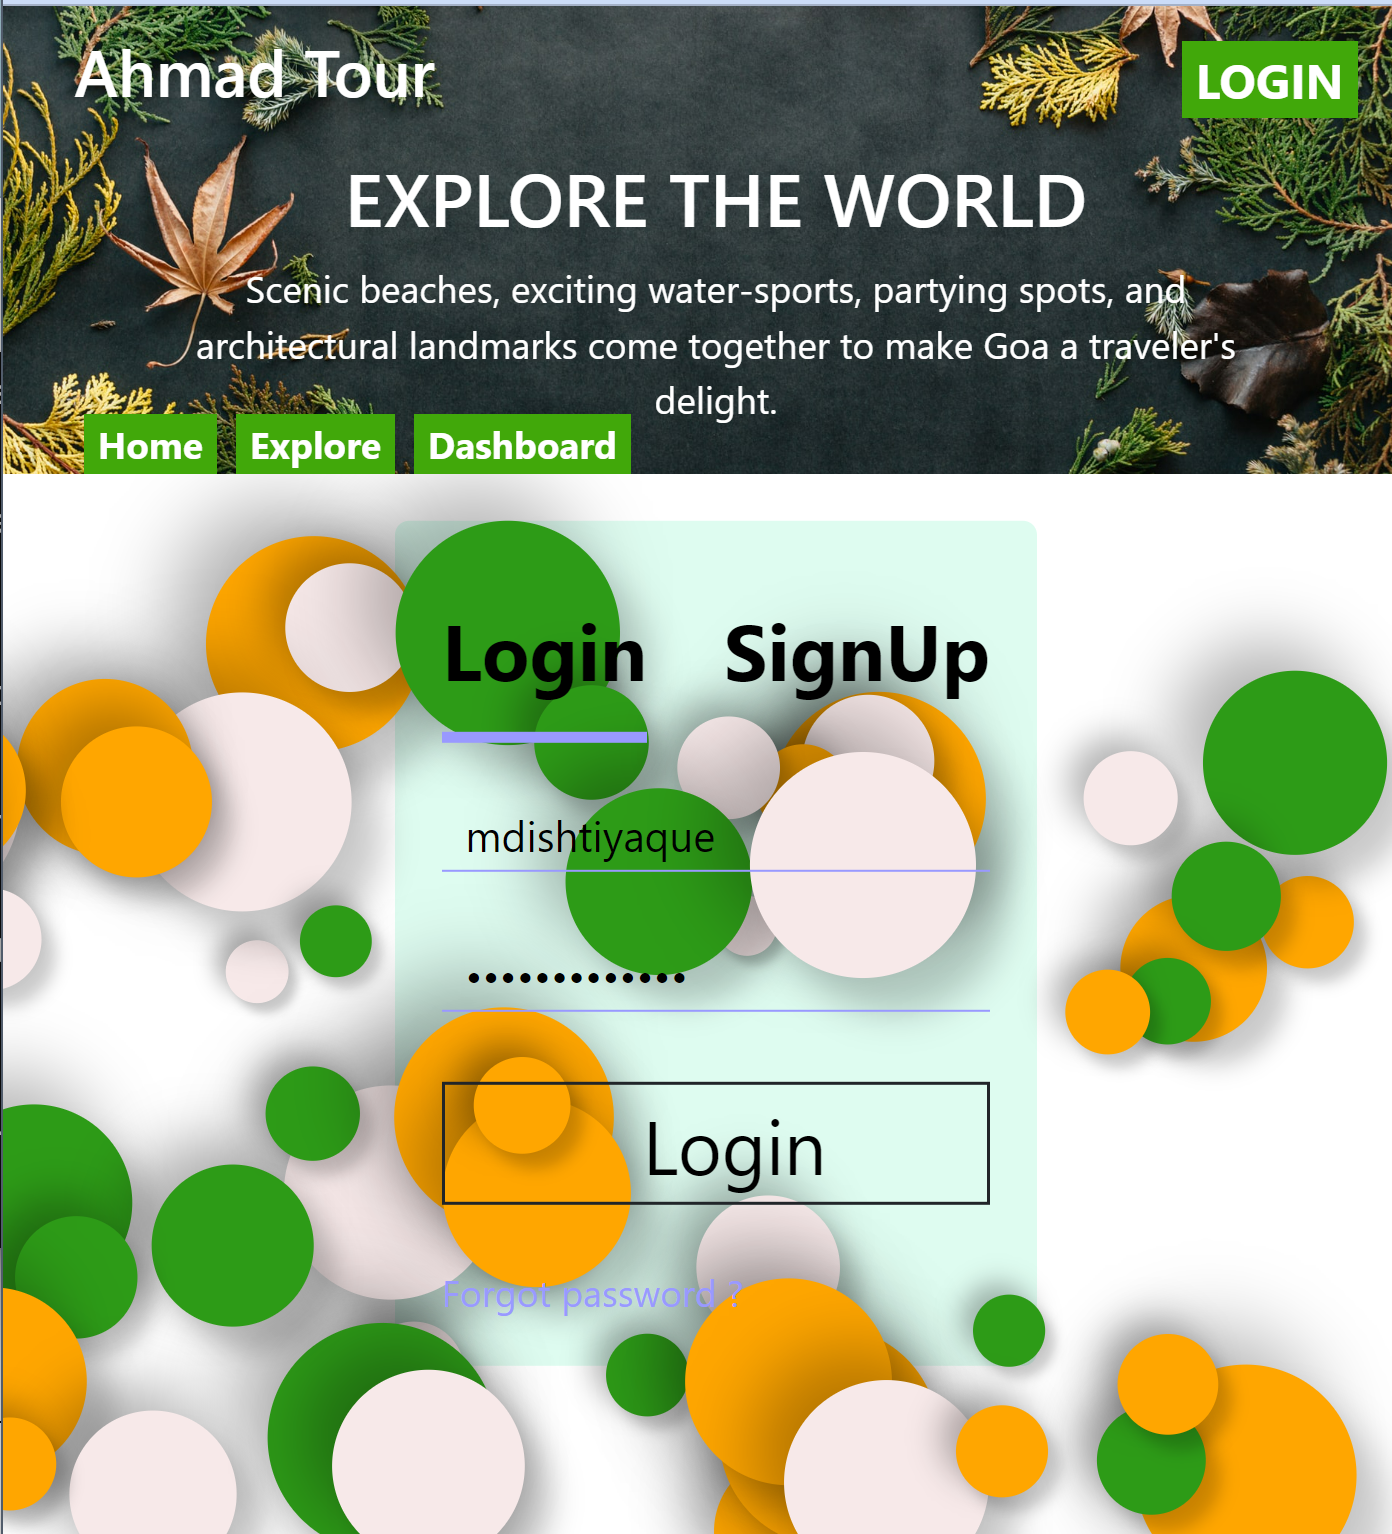 Ahmad Tour
LOGIN
EXPLORE THE WORLD
Scenic beaches, exciting water-sports, partying spots, and
architectural landmarks come together to make Goa a traveler's
delight.
Home Explore Dashboard
Login SignUp
mdishtiyaque
•••••••••••••
Login
Forgot password ?